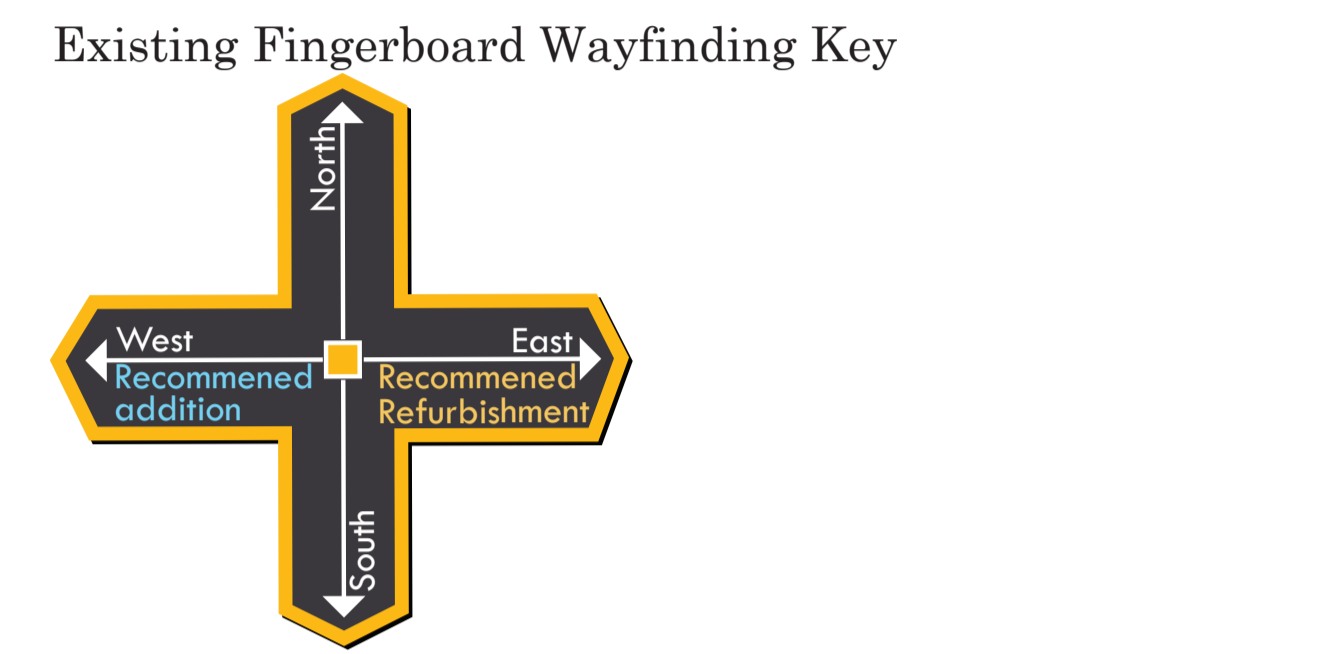 Existing Fingerboard Wayfinding Key
North
West
East
Recommened
addition
Recommened
Refurbishment
South